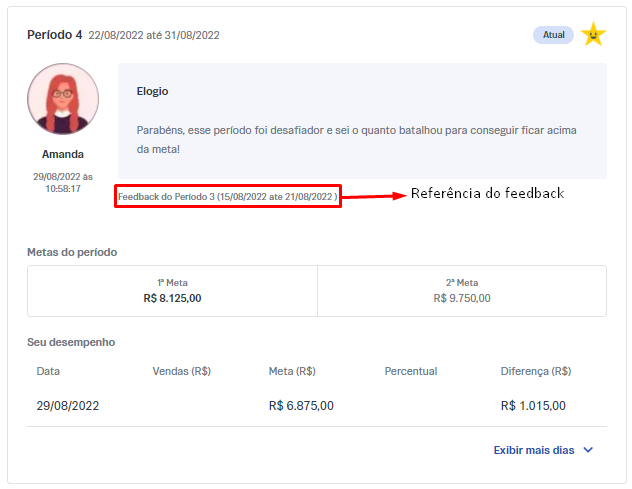 Período 4 22/08/2022 até 31/08/2022
Atual
Elogio
Parabéns, esse período foi desafiador e sei o quanto batalhou para conseguir ficar acima
da meta!
Amanda
29/08/2022 às
10:58:17
Feedback do Período 3 (15/08/2022 ate 21/08/2022 )
Referência do feedback
Metas do período
1ª Meta
R$ 8.125,00
2ª Meta
R$ 9.750,00
Seu desempenho
Data Vendas (R$) Meta (R$) Percentual Diferença (R$)
29/08/2022 R$ 6.875,00 R$ 1.015,00
Exibir mais dias